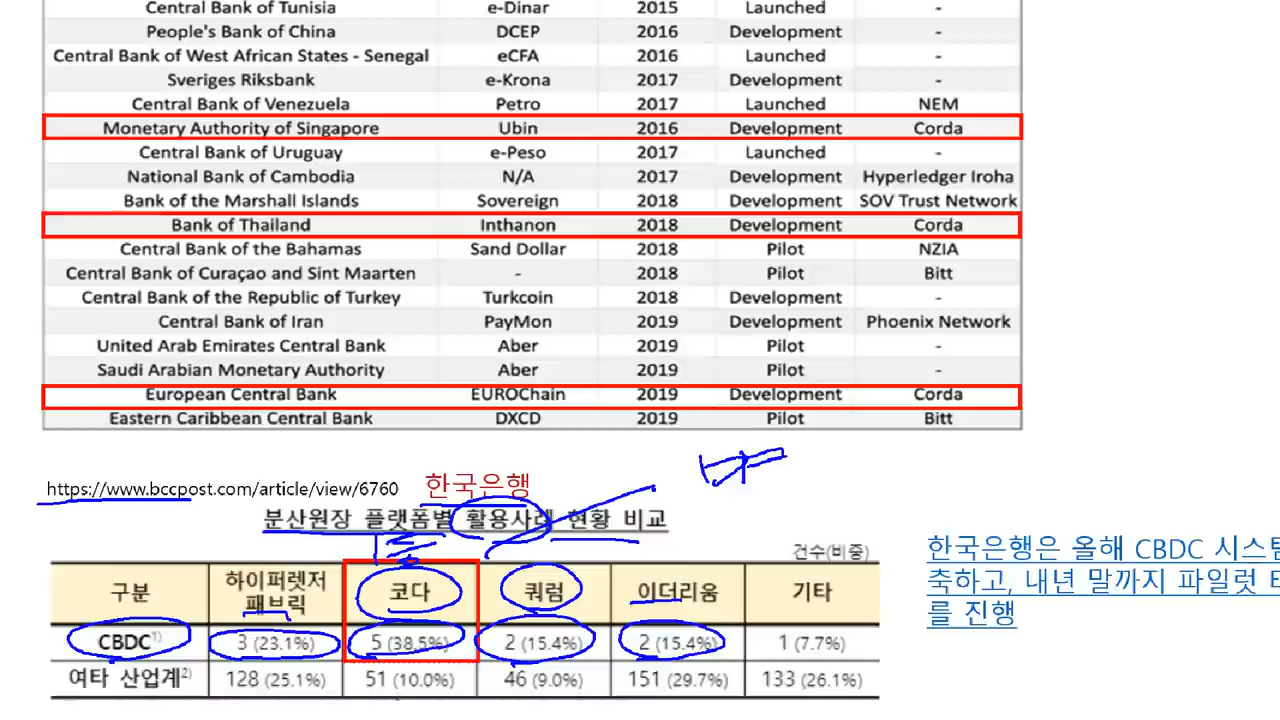 Central Bank of Tunisia e-Dinar 2015 Launched -
People's Bank of China DCEP 2016 Development -
Central Bank of West African States - Senegal eCFA 2016 Launched -
Sveriges Riksbank e-Krona 2017 Development -
Central Bank of Venezuela Petro 2017 Launched NEM
Monetary Authority of Singapore Ubin 2016 Development Corda
Central Bank of Uruguay e-Peso 2017 Launched -
National Bank of Cambodia N/A 2017 Development Hyperledger Iroha
Bank of the Marshall Islands Sovereign 2018 Development SOV Trust Network
Bank of Thailand Inthanon 2018 Development Corda
Central Bank of the Bahamas Sand Dollar 2018 Pilot NZIA
Central Bank of Curaçao and Sint Maarten - 2018 Pilot Bitt
Central Bank of the Republic of Turkey Turkcoin 2018 Development -
Central Bank of Iran PayMon 2019 Development Phoenix Network
United Arab Emirates Central Bank Aber 2019 Pilot -
Saudi Arabian Monetary Authority Aber 2019 Pilot -
European Central Bank EUROChain 2019 Development Corda
Eastern Caribbean Central Bank DXCD 2019 Pilot Bitt
https://www.bccpost.com/article/view/6760 한국은행
분산원장 플랫폼별 활용사례 현황 비교
건수(비중)
구분 하이퍼렛저 패브릭 코다 쿼럼 이더리움 기타
CBDC1) 3 (23.1%) 5 (38.5%) 2 (15.4%) 2 (15.4%) 1 (7.7%)
여타 산업계2) 128 (25.1%) 51 (10.0%) 46 (9.0%) 151 (29.7%) 133 (26.1%)
한국은행은 올해 CBDC 시스템
축하고, 내년 말까지 파일럿
를 진행